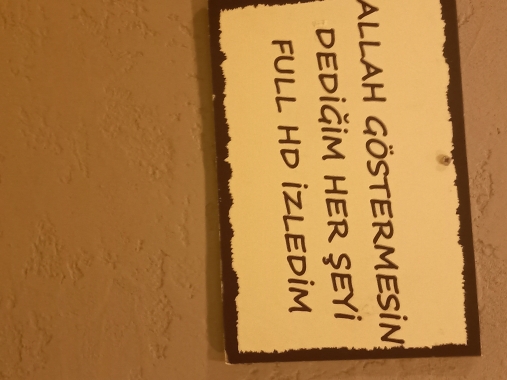 ALLAH GÖSTERMESİN
DEDİĞİM HER ŞEYİ
FULL HD İZLEDİM